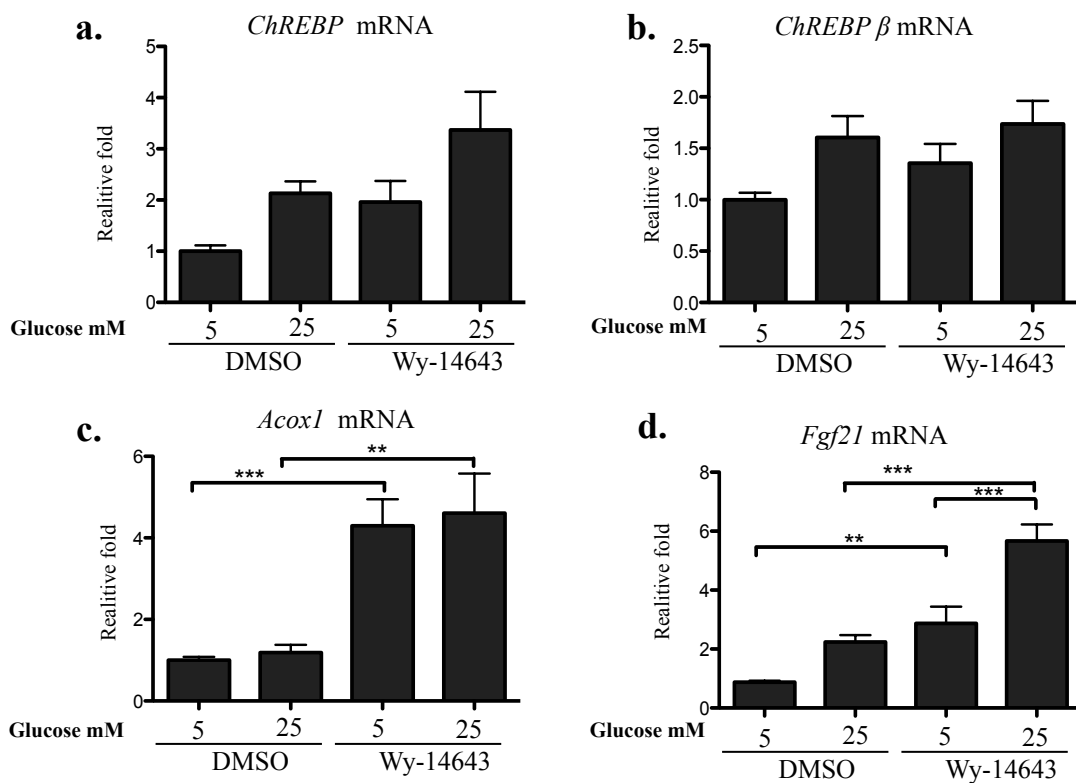 a.
ChREBP mRNA
Realitive fold
5
4
3
2
1
0
Glucose mM
5 25 5 25
DMSO Wy-14643
b.
ChREBP β mRNA
Realitive fold
2.5
2.0
1.5
1.0
0.5
0.0
Glucose mM
5 25 5 25
DMSO Wy-14643
c.
Acox1 mRNA
Realitive fold
6
4
2
0
**
***
Glucose mM
5 25 5 25
DMSO Wy-14643
d.
Fgf21 mRNA
Realitive fold
8
6
4
2
0
***
***
**
Glucose mM
5 25 5 25
DMSO Wy-14643